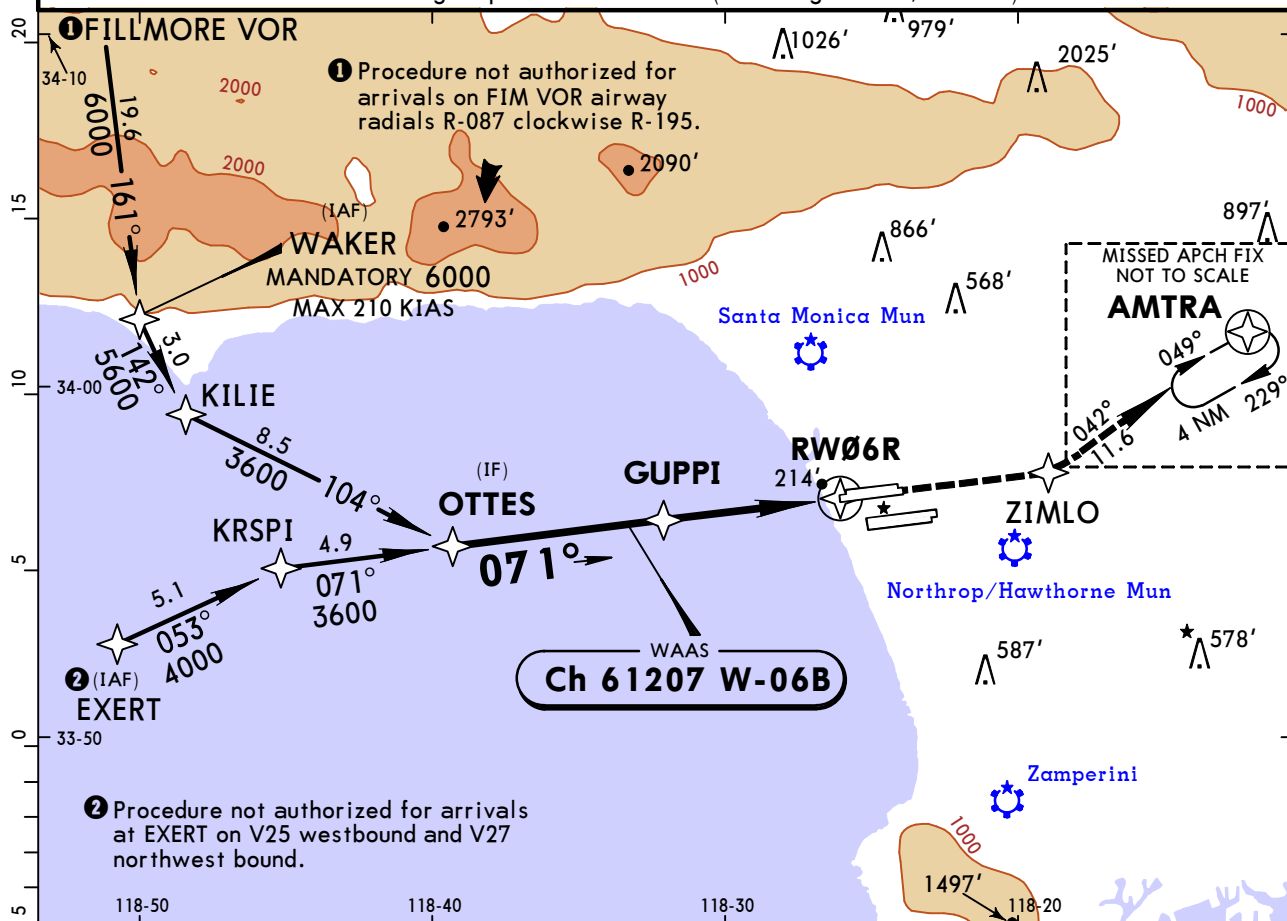 20
❶FILLMORE VOR
34-10
19.6
6000
161°
2000
2000
❶ Procedure not authorized for
arrivals on FIM VOR airway
radials R-087 clockwise R-195.
1026'
979'
2025'
1000
2090'
2793'
15
(IAF)
WAKER
MANDATORY 6000
MAX 210 KIAS
1000
866'
568'
897'
MISSED APCH FIX
NOT TO SCALE
AMTRA
049°
229°
4 NM
042°
11.6
Santa Monica Mun
3.0
142°
5600
10
34-00
KILIE
8.5
3600
104°
(IF)
OTTES
GUPPI
RWØ6R
214'
ZIMLO
KRSPI
4.9
071°
3600
071°
5
5.1
053°
4000
❷(IAF)
EXERT
Northrop/Hawthorne Mun
WAAS
Ch 61207 W-06B
587'
578'
0
33-50
❷ Procedure not authorized for arrivals
at EXERT on V25 westbound and V27
northwest bound.
Zamperini
1000
1497'
5
118-50
118-40
118-30
118-20